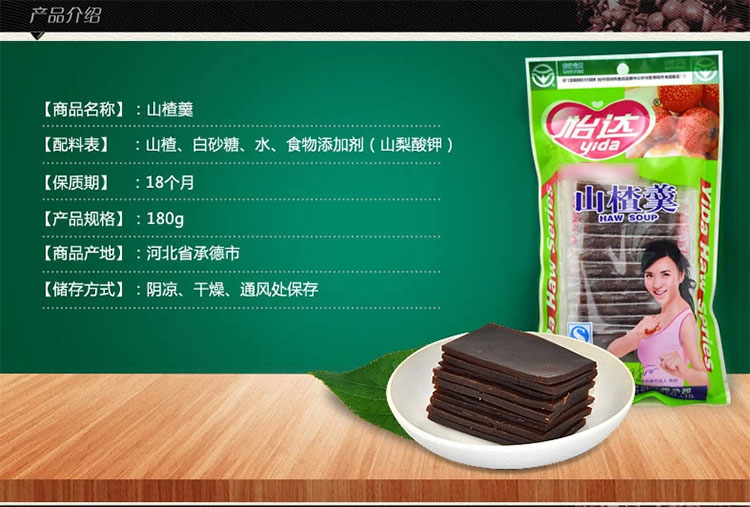 产品介绍
【商品名称】：山楂羹
【配料表】：山楂、白砂糖、水、食物添加剂（山梨酸钾）
【保质期】：18个月
【产品规格】：180g
【商品产地】：河北省承德市
【储存方式】：阴凉、干燥、通风处保存
怡达
yida
山楂羹
HAW SOUP
YiDa Haw Series
Da Haw Series